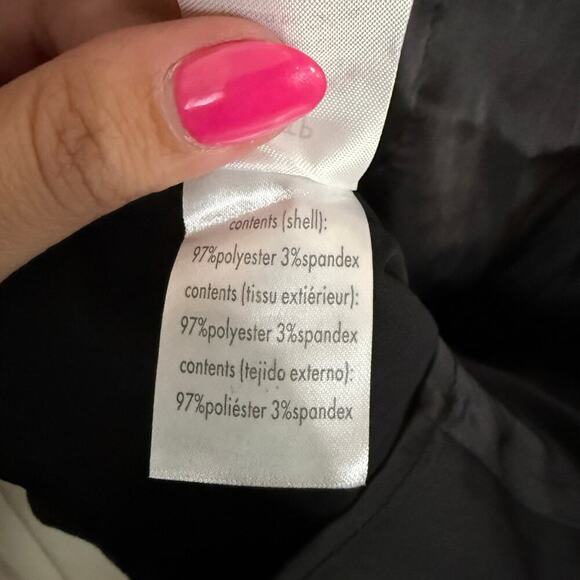 contents (shell):
97%polyester 3%spandex
contents (tissu extiérieur):
97%polyester 3%spandex
contents (tejido externo):
97%poliéster 3%spandex